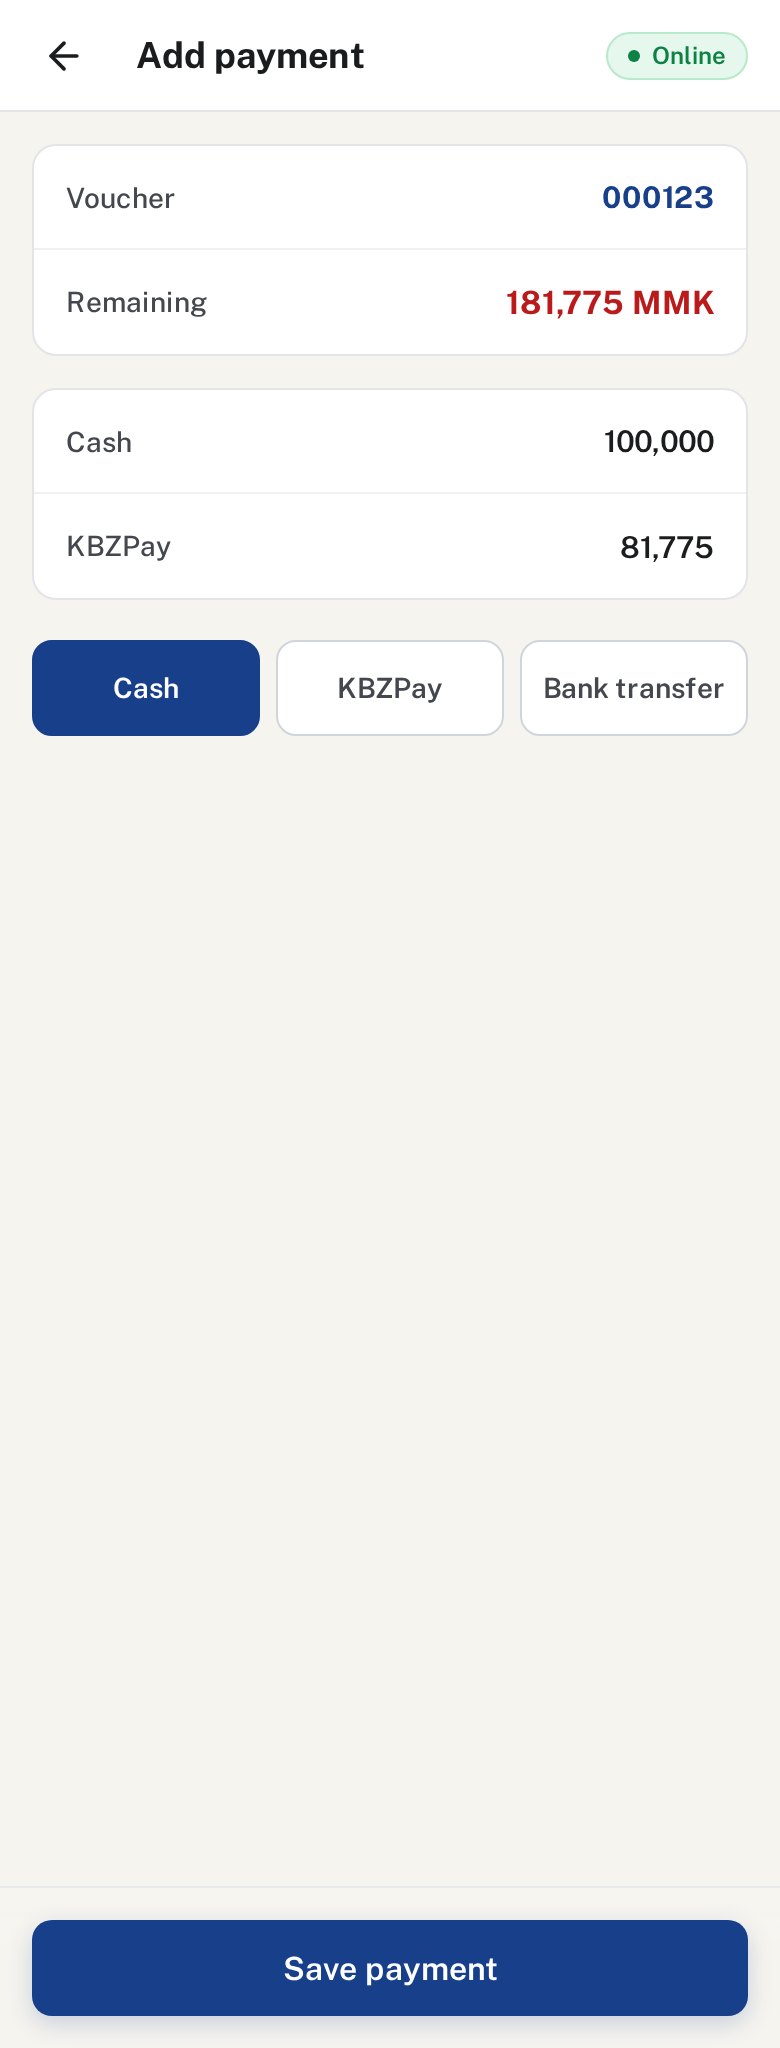 Add payment
Online
Voucher 000123
Remaining 181,775 MMK
Cash 100,000
KBZPay 81,775
Cash KBZPay Bank transfer
Save payment